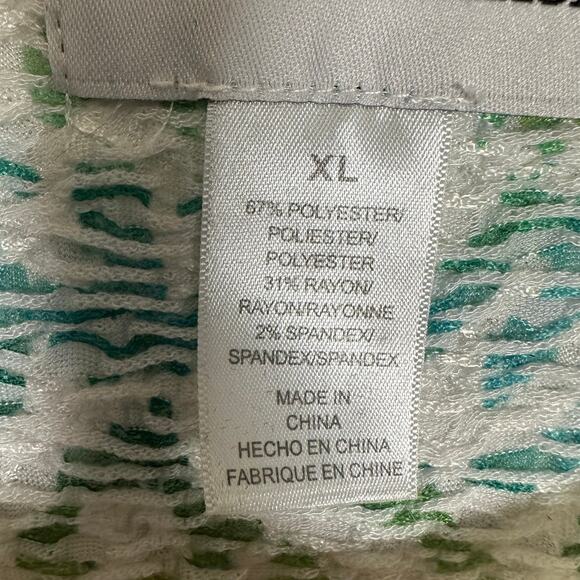 XL
67% POLYESTER/
POLIESTER/
POLYESTER
31% RAYON/
RAYON/RAYONNE
2% SPANDEX/
SPANDEX/SPANDEX
MADE IN
CHINA
HECHO EN CHINA
FABRIQUE EN CHINE